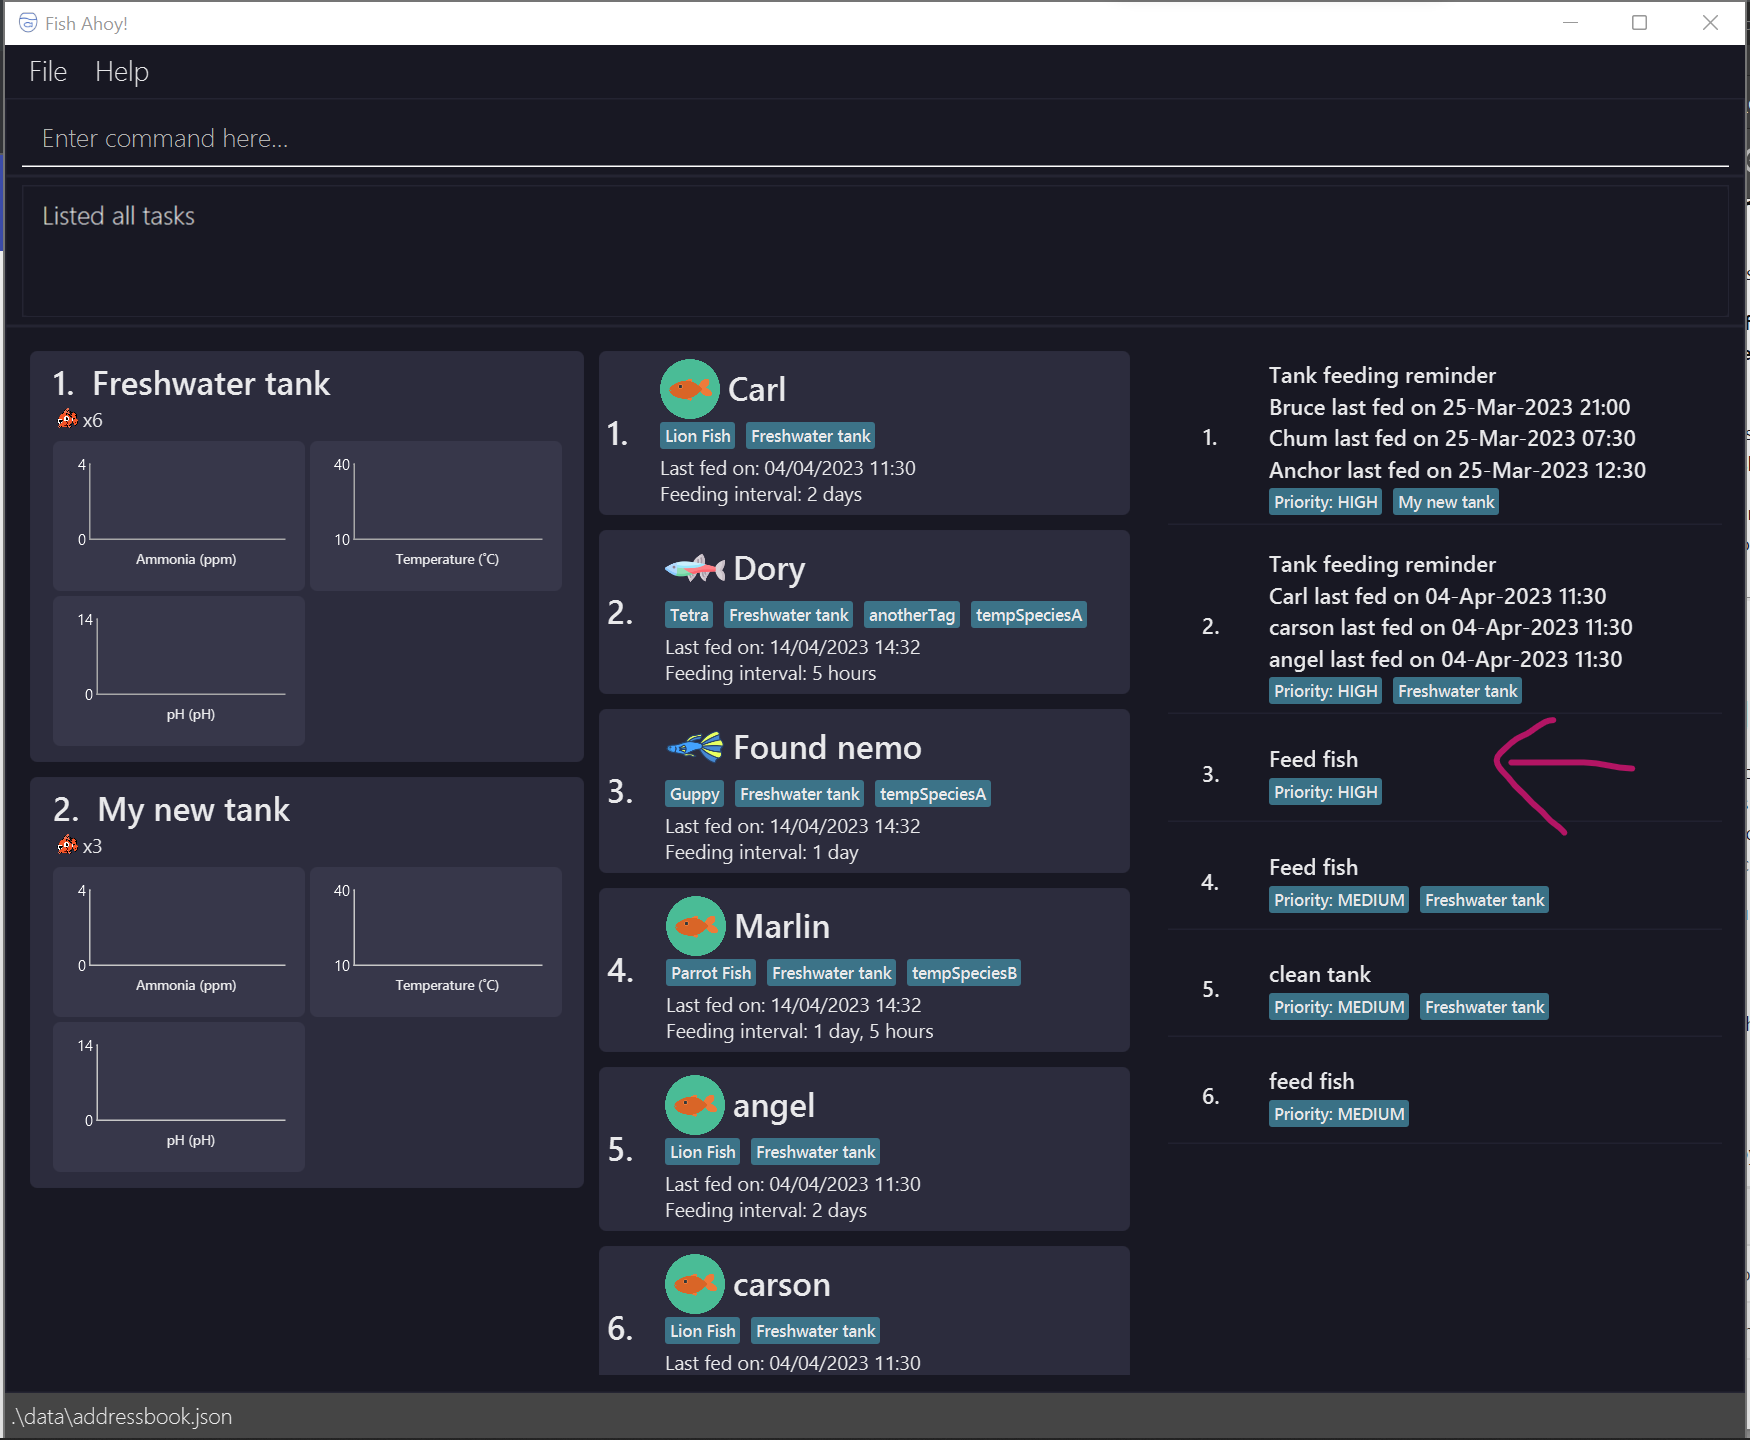 Fish Ahoy!
File Help
Enter command here...
Listed all tasks
1. Freshwater tank
x6
4
0
Ammonia (ppm)
40
10
Temperature (˚C)
14
0
pH (pH)
2. My new tank
x3
4
0
Ammonia (ppm)
40
10
Temperature (˚C)
14
0
pH (pH)
1.
Carl
Lion Fish Freshwater tank
Last fed on: 04/04/2023 11:30
Feeding interval: 2 days
2.
Dory
Tetra Freshwater tank anotherTag tempSpeciesA
Last fed on: 14/04/2023 14:32
Feeding interval: 5 hours
3.
Found nemo
Guppy Freshwater tank tempSpeciesA
Last fed on: 14/04/2023 14:32
Feeding interval: 1 day
4.
Marlin
Parrot Fish Freshwater tank tempSpeciesB
Last fed on: 14/04/2023 14:32
Feeding interval: 1 day, 5 hours
5.
angel
Lion Fish Freshwater tank
Last fed on: 04/04/2023 11:30
Feeding interval: 2 days
6.
carson
Lion Fish Freshwater tank
Last fed on: 04/04/2023 11:30
1.
Tank feeding reminder
Bruce last fed on 25-Mar-2023 21:00
Chum last fed on 25-Mar-2023 07:30
Anchor last fed on 25-Mar-2023 12:30
Priority: HIGH My new tank
2.
Tank feeding reminder
Carl last fed on 04-Apr-2023 11:30
carson last fed on 04-Apr-2023 11:30
angel last fed on 04-Apr-2023 11:30
Priority: HIGH Freshwater tank
3.
Feed fish
Priority: HIGH
4.
Feed fish
Priority: MEDIUM Freshwater tank
5.
clean tank
Priority: MEDIUM Freshwater tank
6.
feed fish
Priority: MEDIUM
.\data\addressbook.json